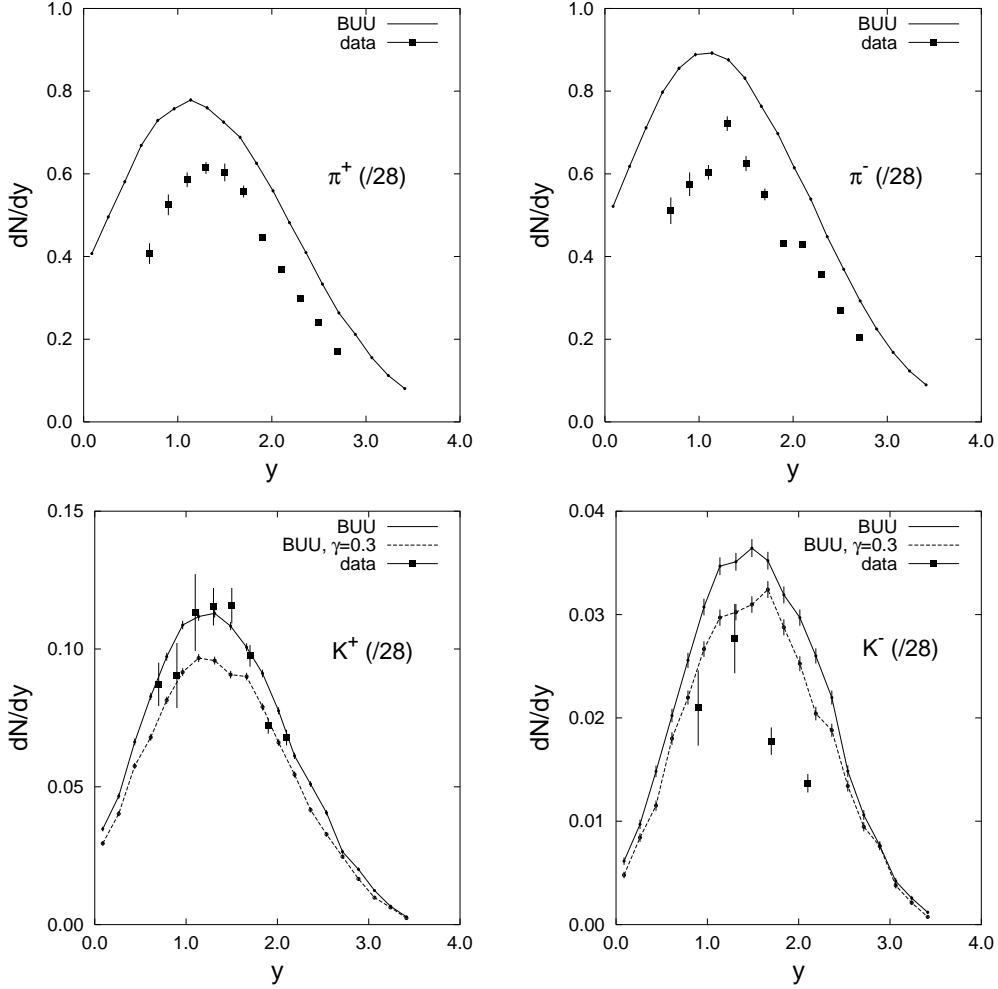 1.0
0.8
0.6
0.4
0.2
0.0
dN/dy
BUU
data
π+ (/28)
0.0 1.0 2.0 3.0 4.0
y
1.0
0.8
0.6
0.4
0.2
0.0
dN/dy
BUU
data
π- (/28)
0.0 1.0 2.0 3.0 4.0
y
0.15
0.10
0.05
0.00
dN/dy
BUU
BUU, γ=0.3
data
K+ (/28)
0.0 1.0 2.0 3.0 4.0
y
0.04
0.03
0.02
0.01
0.00
dN/dy
BUU
BUU, γ=0.3
data
K- (/28)
0.0 1.0 2.0 3.0 4.0
y